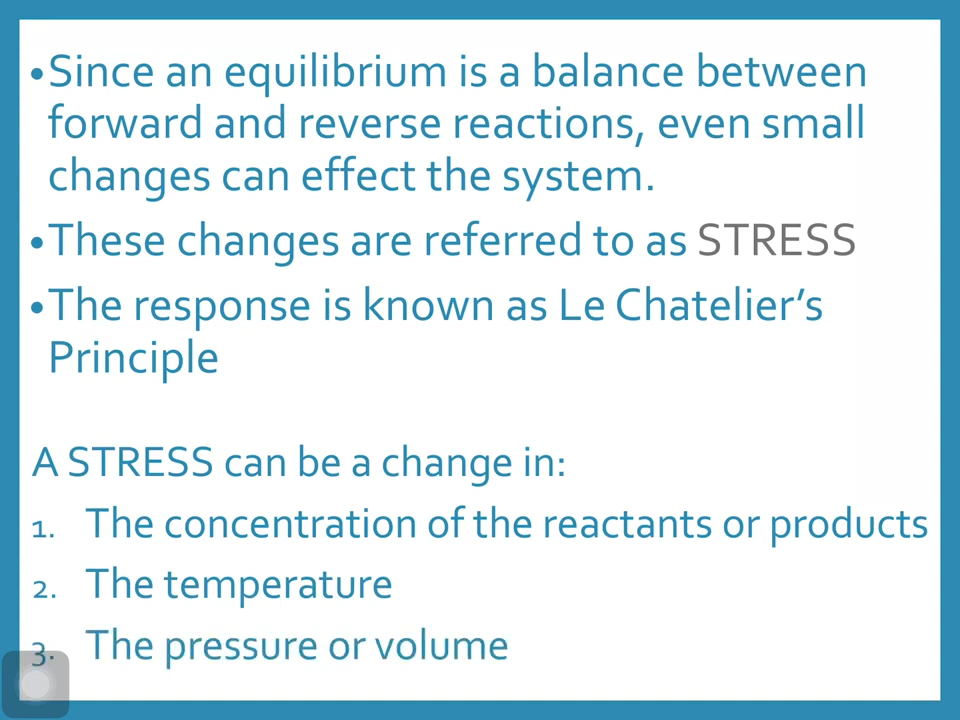 •Since an equilibrium is a balance between
forward and reverse reactions, even small
changes can effect the system.
•These changes are referred to as STRESS
•The response is known as Le Chatelier’s
Principle
A STRESS can be a change in:
1. The concentration of the reactants or products
2. The temperature
3. The pressure or volume